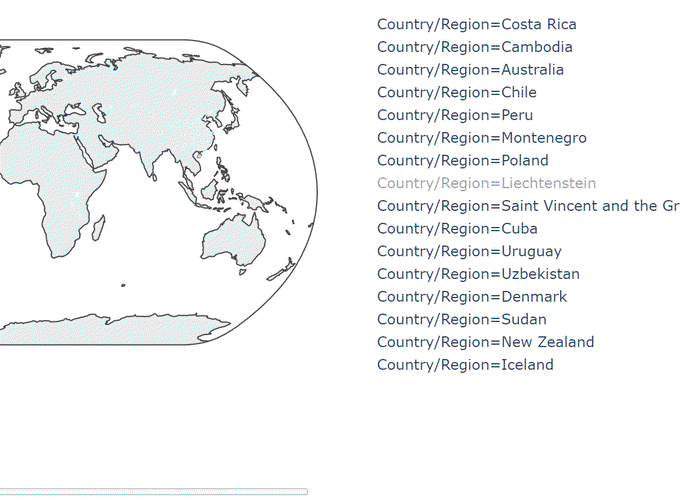 Country/Region=Costa Rica
Country/Region=Cambodia
Country/Region=Australia
Country/Region=Chile
Country/Region=Peru
Country/Region=Montenegro
Country/Region=Poland
Country/Region=Liechtenstein
Country/Region=Saint Vincent and the Gr
Country/Region=Cuba
Country/Region=Uruguay
Country/Region=Uzbekistan
Country/Region=Denmark
Country/Region=Sudan
Country/Region=New Zealand
Country/Region=Iceland